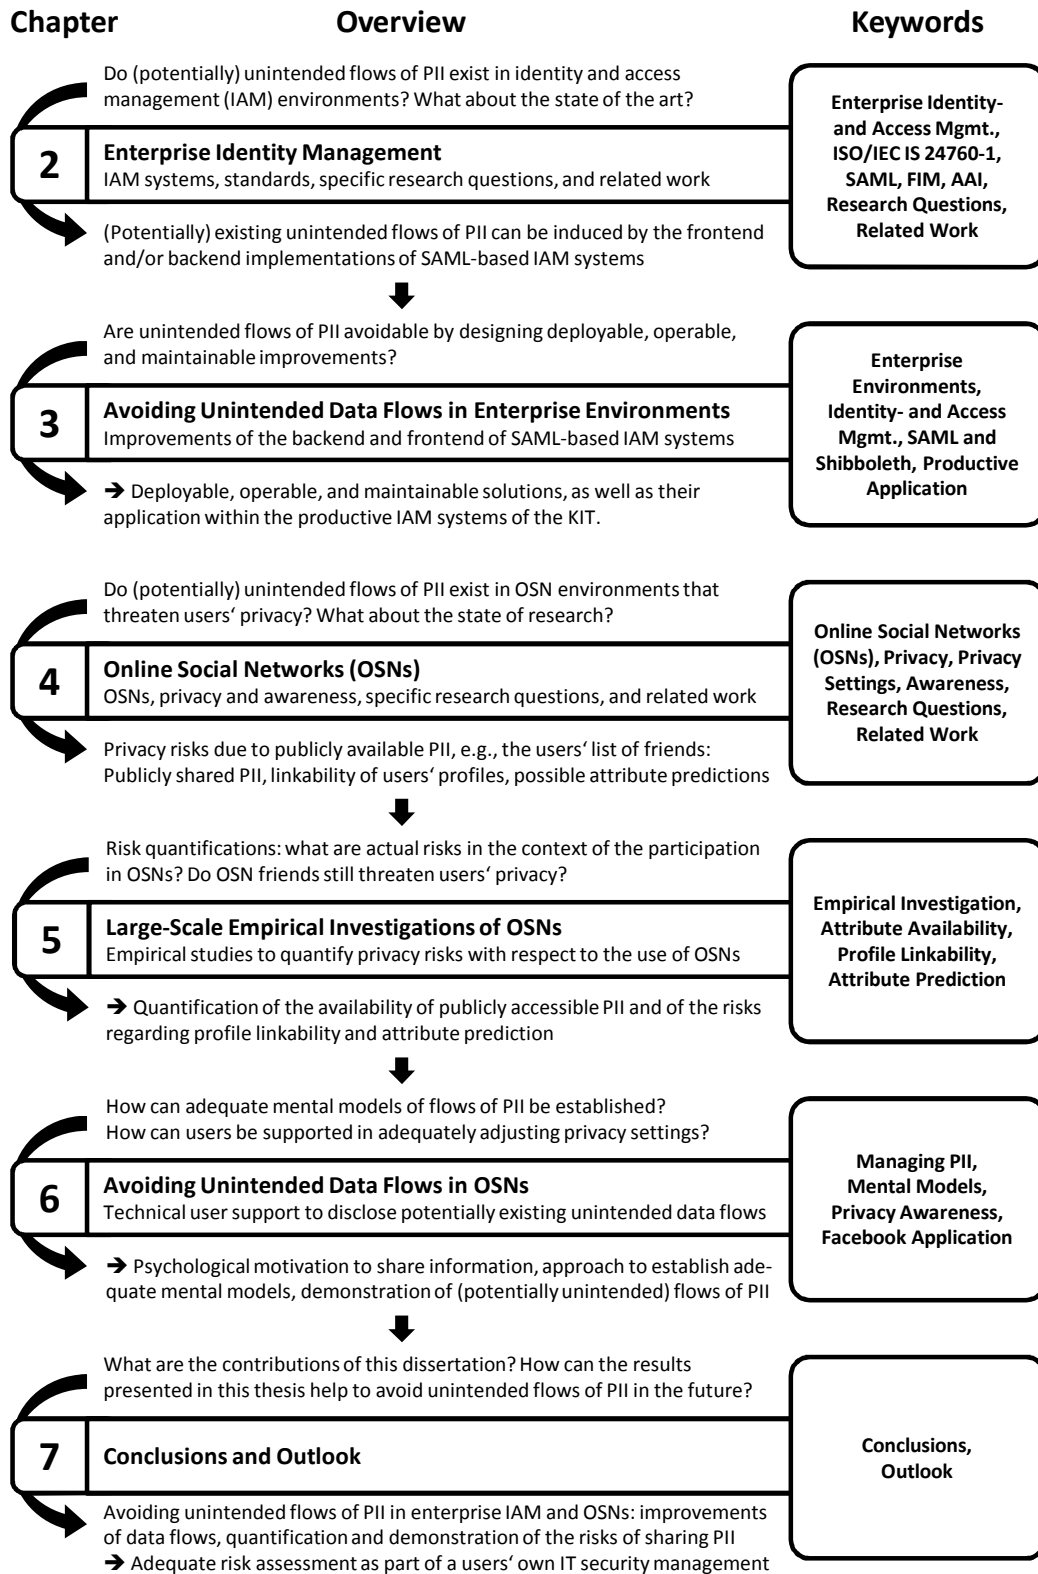 Chapter
Overview
Keywords
Do (potentially) unintended flows of PII exist in identity and access
management (IAM) environments? What about the state of the art?
2
Enterprise Identity Management
IAM systems, standards, specific research questions, and related work
(Potentially) existing unintended flows of PII can be induced by the frontend
and/or backend implementations of SAML-based IAM systems
Enterprise Identity-
and Access Mgmt.,
ISO/IEC IS 24760-1,
SAML, FIM, AAI,
Research Questions,
Related Work
Are unintended flows of PII avoidable by designing deployable, operable,
and maintainable improvements?
3
Avoiding Unintended Data Flows in Enterprise Environments
Improvements of the backend and frontend of SAML-based IAM systems
➔ Deployable, operable, and maintainable solutions, as well as their
application within the productive IAM systems of the KIT.
Enterprise
Environments,
Identity- and Access
Mgmt., SAML and
Shibboleth, Productive
Application
Do (potentially) unintended flows of PII exist in OSN environments that
threaten users‘ privacy? What about the state of research?
4
Online Social Networks (OSNs)
OSNs, privacy and awareness, specific research questions, and related work
Privacy risks due to publicly available PII, e.g., the users‘ list of friends:
Publicly shared PII, linkability of users‘ profiles, possible attribute predictions
Online Social Networks
(OSNs), Privacy, Privacy
Settings, Awareness,
Research Questions,
Related Work
Risk quantifications: what are actual risks in the context of the participation
in OSNs? Do OSN friends still threaten users‘ privacy?
5
Large-Scale Empirical Investigations of OSNs
Empirical studies to quantify privacy risks with respect to the use of OSNs
➔ Quantification of the availability of publicly accessible PII and of the risks
regarding profile linkability and attribute prediction
Empirical Investigation,
Attribute Availability,
Profile Linkability,
Attribute Prediction
How can adequate mental models of flows of PII be established?
How can users be supported in adequately adjusting privacy settings?
6
Avoiding Unintended Data Flows in OSNs
Technical user support to disclose potentially existing unintended data flows
➔ Psychological motivation to share information, approach to establish ade-
quate mental models, demonstration of (potentially unintended) flows of PII
Managing PII,
Mental Models,
Privacy Awareness,
Facebook Application
What are the contributions of this dissertation? How can the results
presented in this thesis help to avoid unintended flows of PII in the future?
7
Conclusions and Outlook
Avoiding unintended flows of PII in enterprise IAM and OSNs: improvements
of data flows, quantification and demonstration of the risks of sharing PII
➔ Adequate risk assessment as part of a users‘ own IT security management
Conclusions,
Outlook